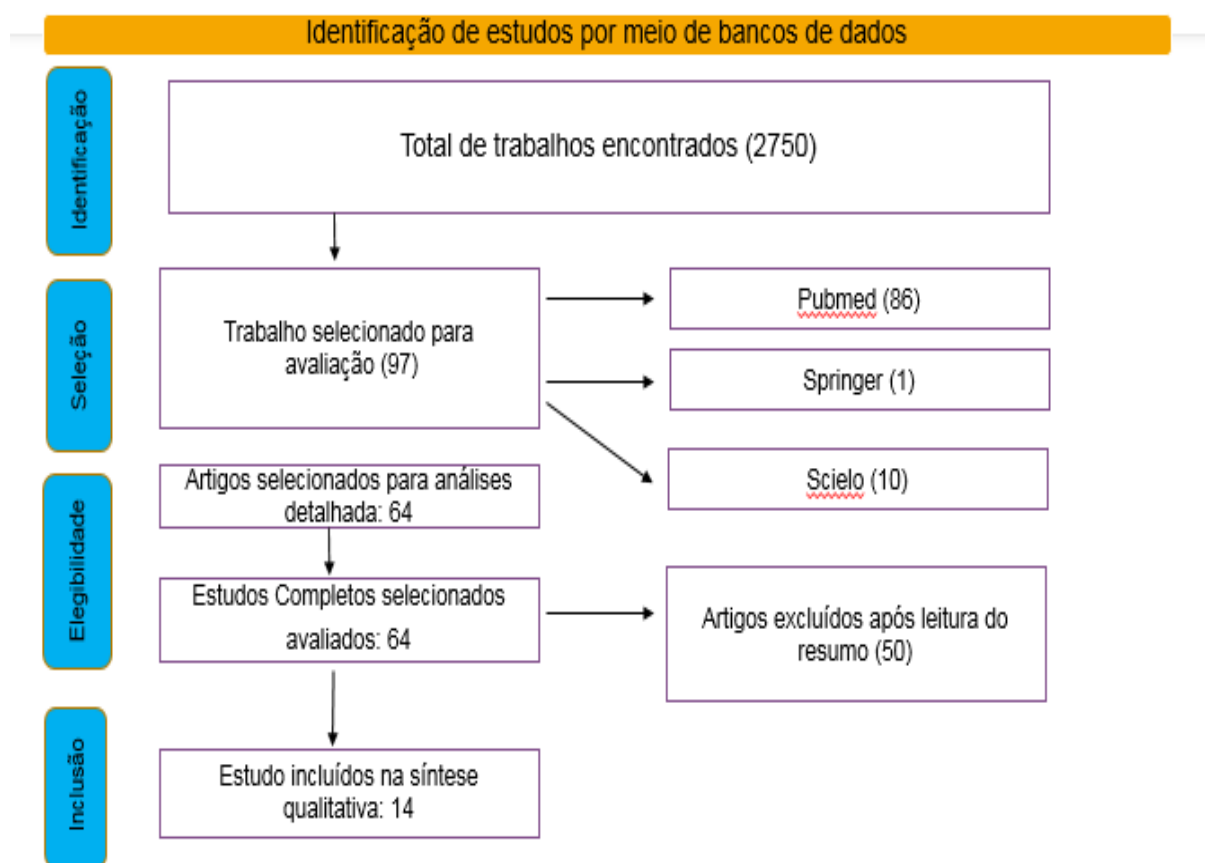 Identificação de estudos por meio de bancos de dados
Identificação
Total de trabalhos encontrados (2750)
Seleção
Trabalho selecionado para
avaliação (97)
Pubmed (86)
Springer (1)
Scielo (10)
Elegibilidade
Artigos selecionados para análises
detalhada: 64
Estudos Completos selecionados
avaliados: 64
Artigos excluídos após leitura do
resumo (50)
Inclusão
Estudo incluídos na síntese
qualitativa: 14